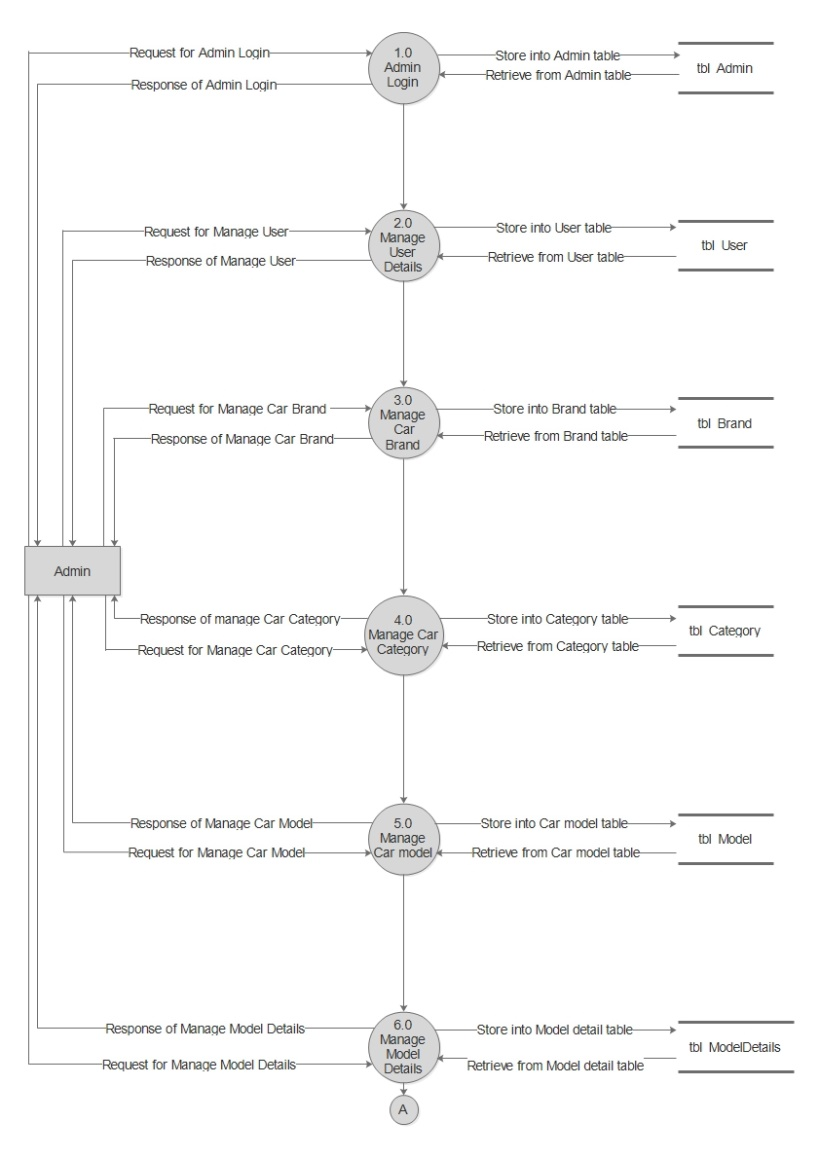 Request for Admin Login
1.0
Admin
Login
Store into Admin table
tbl Admin
Retrieve from Admin table
Response of Admin Login
Request for Manage User
2.0
Manage
User
Details
Store into User table
tbl User
Retrieve from User table
Response of Manage User
Request for Manage Car Brand
3.0
Manage
Car
Brand
Store into Brand table
tbl Brand
Retrieve from Brand table
Response of Manage Car Brand
Admin
Response of manage Car Category
4.0
Manage Car
Category
Store into Category table
tbl Category
Retrieve from Category table
Request for Manage Car Category
Response of Manage Car Model
5.0
Manage
Car model
Store into Car model table
tbl Model
Retrieve from Car model table
Request for Manage Car Model
Response of Manage Model Details
6.0
Manage
Model
Details
Store into Model detail table
tbl ModelDetails
Retrieve from Model detail table
Request for Manage Model Details
A